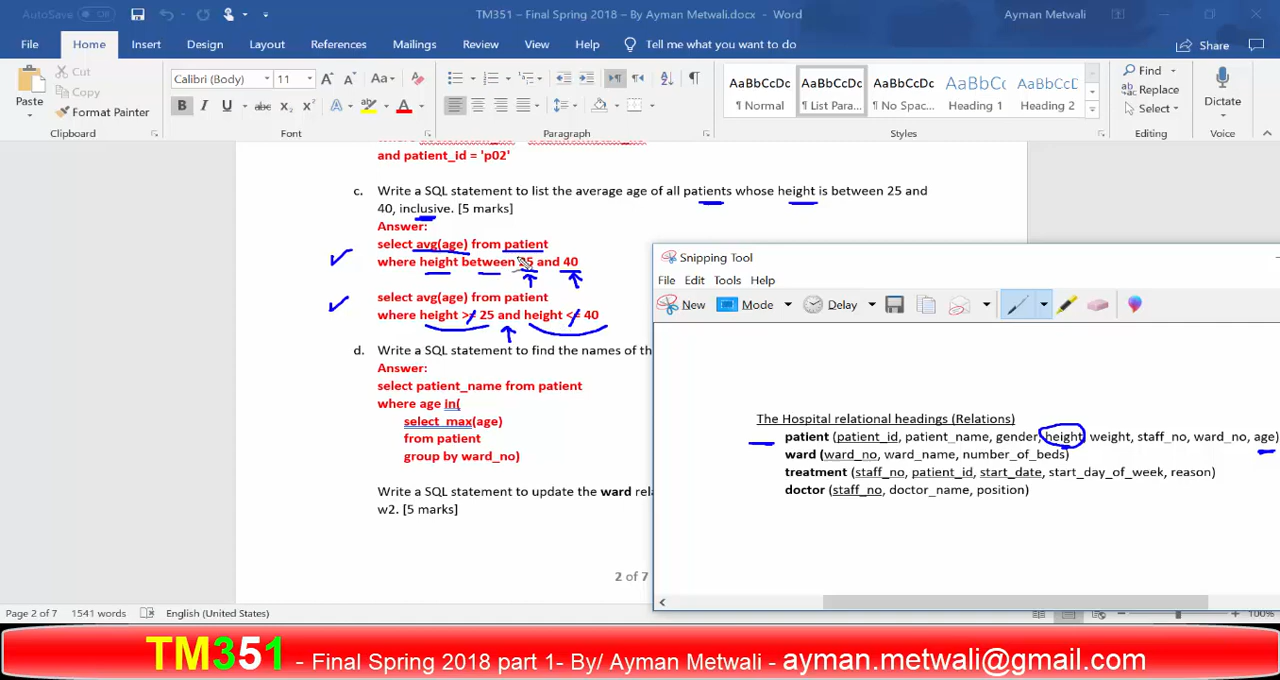 AutoSave Off
TM351 – Final Spring 2018 – By Ayman Metwali.docx - Word
Ayman Metwali
File Home Insert Design Layout References Mailings Review View Help Tell me what you want to do Share
Paste
Cut
Copy
Format Painter
Clipboard
Calibri (Body) 11
Font
Paragraph
AaBbCcDc AaBbCcDc AaBbCcDc AaBbCc AaBbCcD
¶ Normal ¶ List Para... ¶ No Spac... Heading 1 Heading 2
Styles
Find
Replace
Select
Editing
Dictate
Voice
and patient_id = 'p02'
c. Write a SQL statement to list the average age of all patients whose height is between 25 and
40, inclusive. [5 marks]
Answer:
select avg(age) from patient
where height between 25 and 40
select avg(age) from patient
where height >= 25 and height <= 40
d. Write a SQL statement to find the names of th
Answer:
select patient_name from patient
where age in(
select max(age)
from patient
group by ward_no)
Write a SQL statement to update the ward rel
w2. [5 marks]
2 of 7
Snipping Tool
File Edit Tools Help
New Mode Delay
The Hospital relational headings (Relations)
patient (patient_id, patient_name, gender, height, weight, staff_no, ward_no, age)
ward (ward_no, ward_name, number_of_beds)
treatment (staff_no, patient_id, start_date, start_day_of_week, reason)
doctor (staff_no, doctor_name, position)
Page 2 of 7 1541 words English (United States) 100%
TM351 - Final Spring 2018 part 1- By/ Ayman Metwali - ayman.metwali@gmail.com